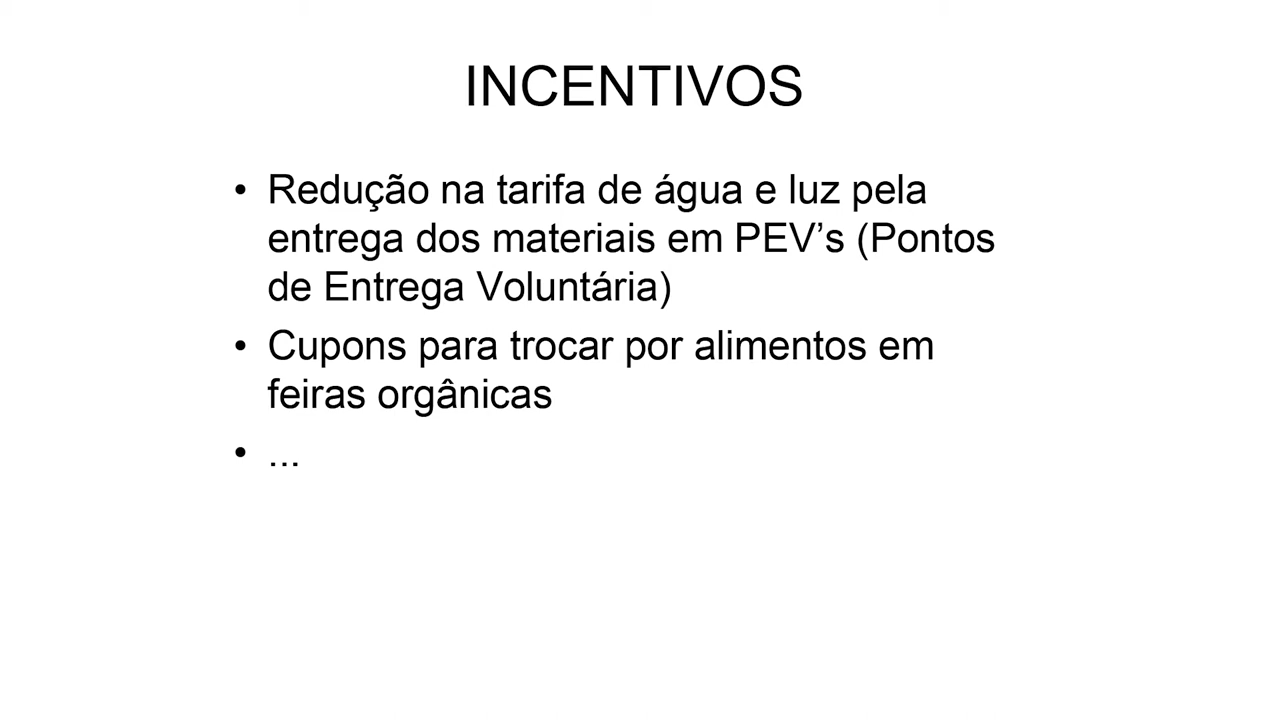 INCENTIVOS
• Redução na tarifa de água e luz pela
entrega dos materiais em PEV’s (Pontos
de Entrega Voluntária)
• Cupons para trocar por alimentos em
feiras orgânicas
• ...